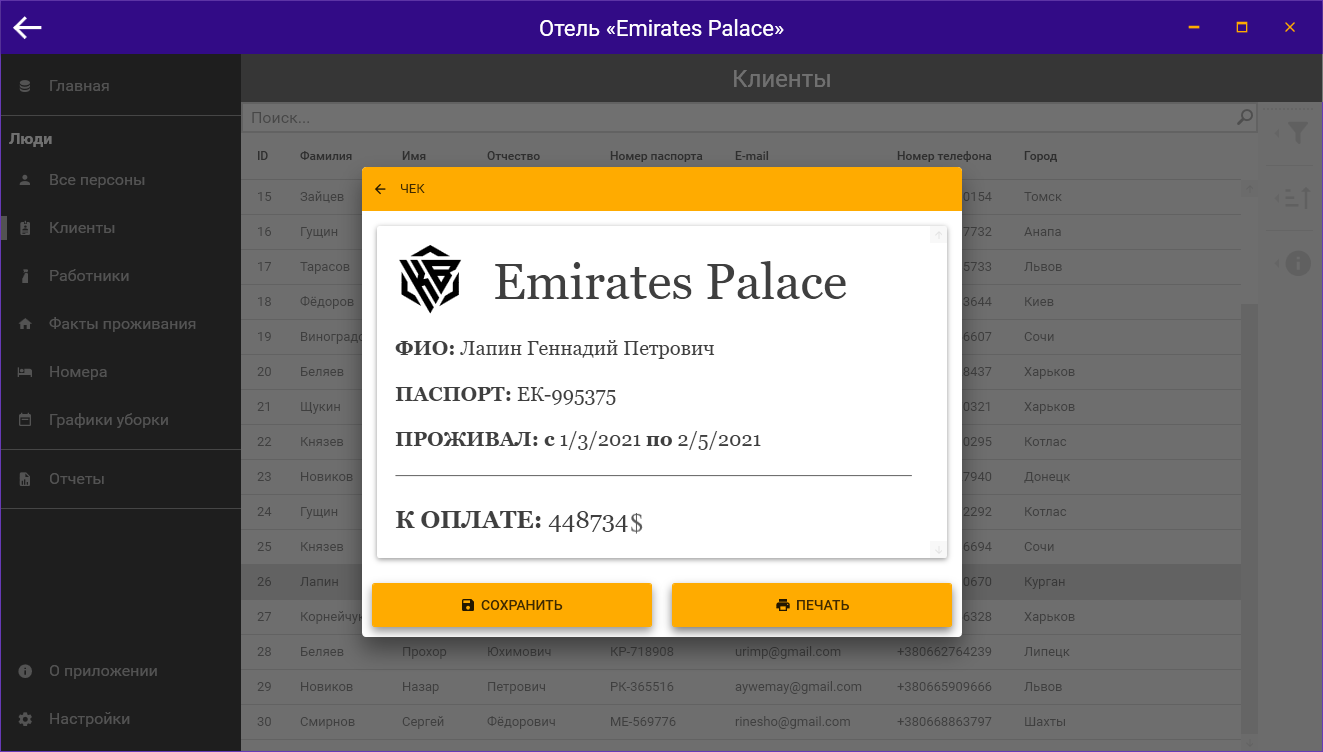 Отель «Emirates Palace»
Главная
Люди
Все персоны
Клиенты
Работники
Факты проживания
Номера
Графики уборки
Отчеты
О приложении
Настройки
Клиенты
Поиск...
ID Фамилия Имя Отчество Номер паспорта E-mail Номер телефона Город
15 Зайцев 0154 Томск
16 Гущин 7732 Анапа
17 Тарасов 5733 Львов
18 Фёдоров 3644 Киев
19 Виноградо 6607 Сочи
20 Беляев 8437 Харьков
21 Щукин 0321 Харьков
22 Князев 0295 Котлас
23 Новиков 7940 Донецк
24 Гущин 2292 Котлас
25 Князев 6694 Сочи
26 Лапин 0670 Курган
27 Корнейчук 6328 Харьков
28 Беляев Прохор Юхимович КР-718908 urimp@gmail.com +380662764239 Липецк
29 Новиков Назар Петрович РК-365516 aywemay@gmail.com +380665909666 Львов
30 Смирнов Сергей Фёдорович МЕ-569776 rinesho@gmail.com +380668863797 Шахты
ЧЕК
Emirates Palace
ФИО: Лапин Геннадий Петрович
ПАСПОРТ: ЕК-995375
ПРОЖИВАЛ: с 1/3/2021 по 2/5/2021
К ОПЛАТЕ: 448734$
СОХРАНИТЬ
ПЕЧАТЬ